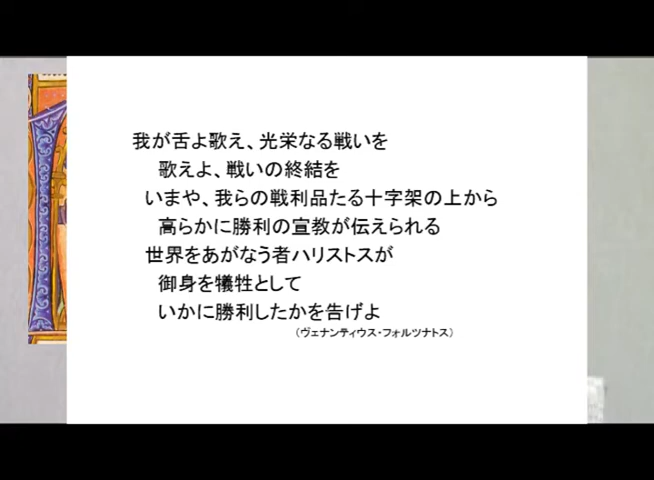 我が舌よ歌え、光栄なる戦いを
歌えよ、戦いの終結を
いまや、我らの戦利品たる十字架の上から
高らかに勝利の宣教が伝えられる
世界をあがなう者ハリストスが
御身を犠牲として
いかに勝利したかを告げよ
（ヴェナンティウス・フォルツナトス）